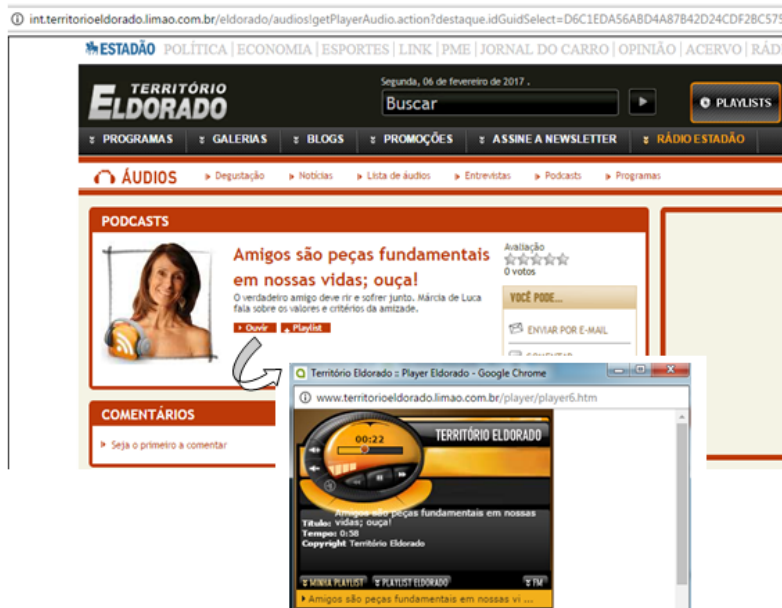 int.territorioeldorado.limao.com.br/eldorado/audios!getPlayerAudio.action?destaque.idGuidSelect=D6C1EDA56ABD4A87B42D24CDF2BC575
ESTADÃO POLÍTICA | ECONOMIA | ESPORTES | LINK | PME | JORNAL DO CARRO | OPINIÃO | ACERVO | RÁD
TERRITÓRIO
ELDORADO
Segunda, 06 de fevereiro de 2017 .
Buscar
PLAYLISTS
PROGRAMAS GALERIAS BLOGS PROMOÇÕES ASSINE A NEWSLETTER RÁDIO ESTADÃO
ÁUDIOS Degustação Notícias Lista de áudios Entrevistas Podcasts Programas
PODCASTS
Amigos são peças fundamentais
em nossas vidas; ouça!
O verdadeiro amigo deve rir e sofrer junto. Márcia de Luca
fala sobre os valores e critérios da amizade.
Ouvir Playlist
Avaliação
0 votos
VOCÊ PODE...
ENVIAR POR E-MAIL
COMENTAR
COMENTÁRIOS
Seja o primeiro a comentar
Território Eldorado :: Player Eldorado - Google Chrome
www.territorioeldorado.limao.com.br/player/player6.htm
00:22
TERRITÓRIO ELDORADO
Amigos são peças fundamentais em nossas
Título: vidas; ouça!
Tempo: 0:58
Copyright Território Eldorado
MINHA PLAYLIST PLAYLIST ELDORADO FM
Amigos são peças fundamentais em nossas vi ...